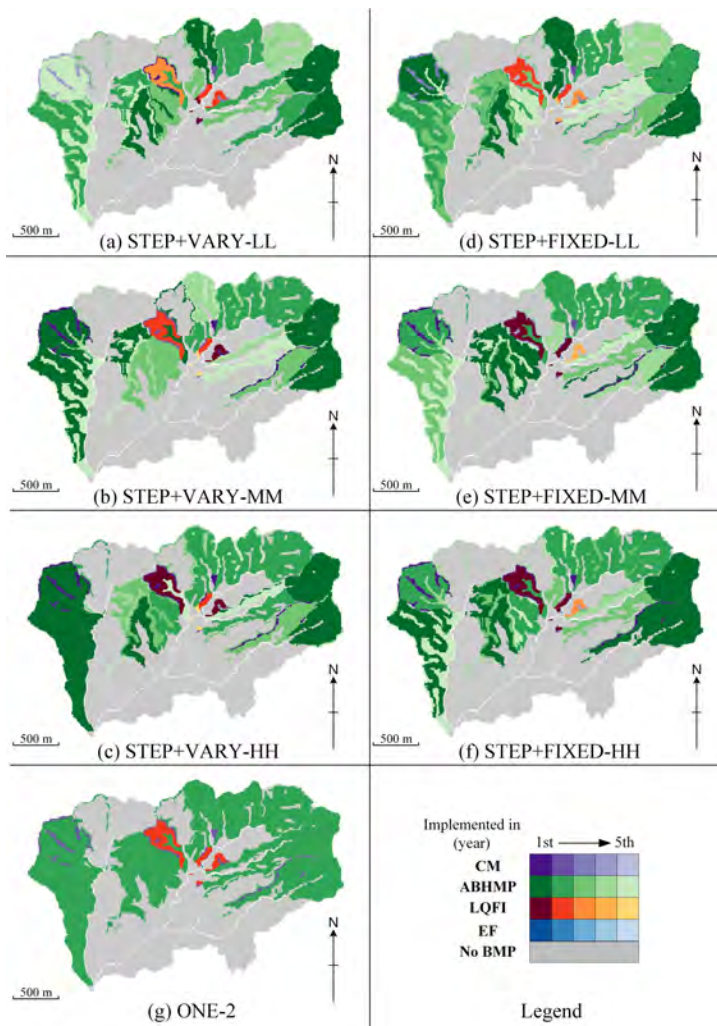 N
500 m
(a) STEP+VARY-LL
N
500 m
(d) STEP+FIXED-LL
N
500 m
(b) STEP+VARY-MM
N
500 m
(e) STEP+FIXED-MM
N
500 m
(c) STEP+VARY-HH
N
500 m
(f) STEP+FIXED-HH
N
500 m
(g) ONE-2
Implemented in
(year)
1st
5th
CM
ABHMP
LQFI
EF
No BMP
Legend